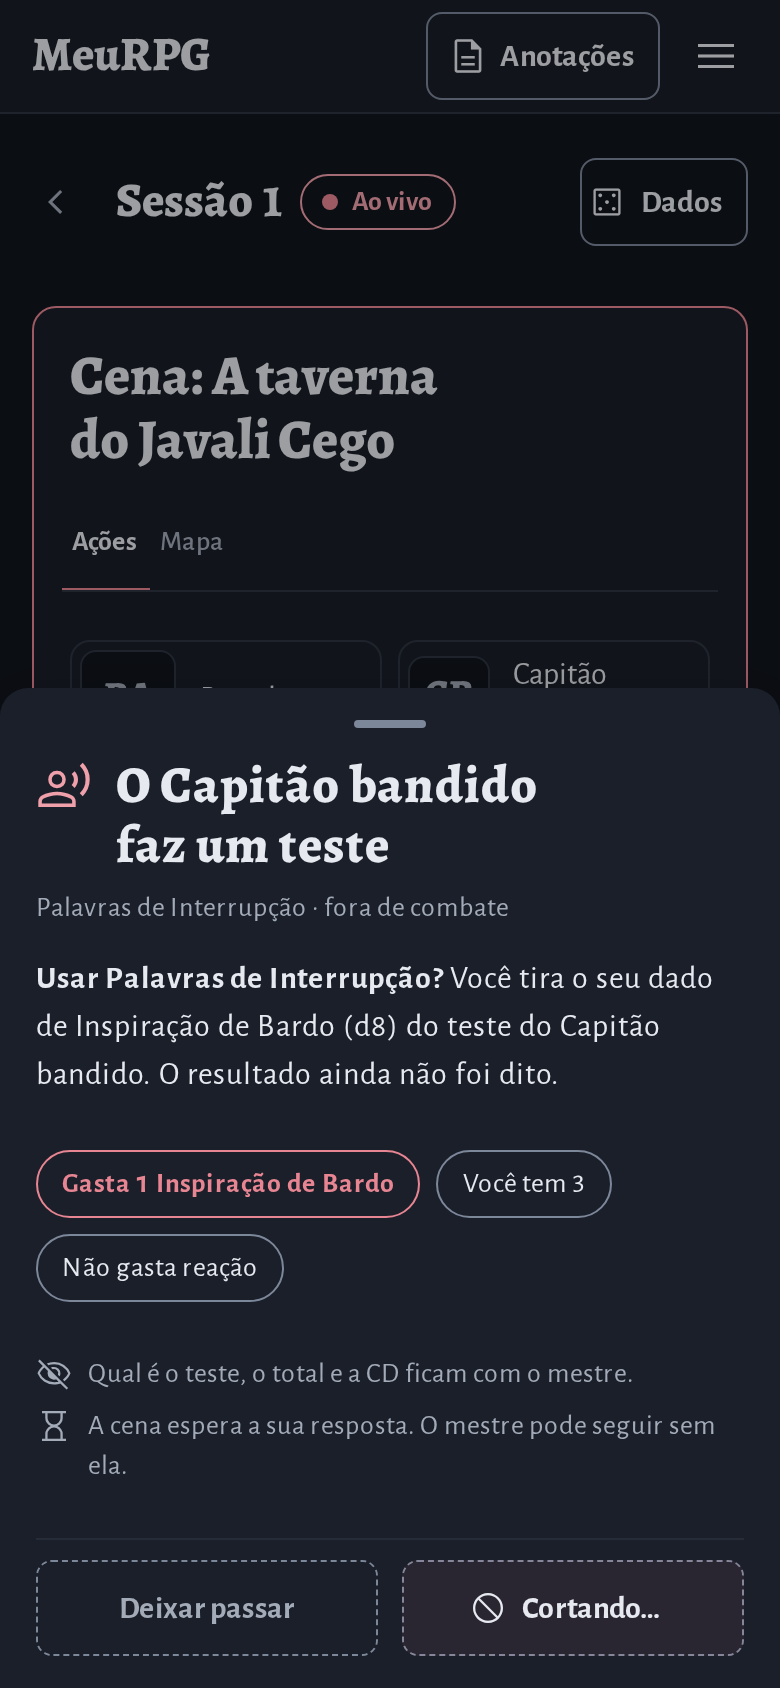 MeuRPG
Anotações
Sessão 1
Ao vivo
Dados
Cena: A taverna
do Javali Cego
Ações
Mapa
Capitão
O Capitão bandido
faz um teste
Palavras de Interrupção · fora de combate
Usar Palavras de Interrupção? Você tira o seu dado
de Inspiração de Bardo (d8) do teste do Capitão
bandido. O resultado ainda não foi dito.
Gasta 1 Inspiração de Bardo
Você tem 3
Não gasta reação
Qual é o teste, o total e a CD ficam com o mestre.
A cena espera a sua resposta. O mestre pode seguir sem
ela.
Deixar passar
Cortando...